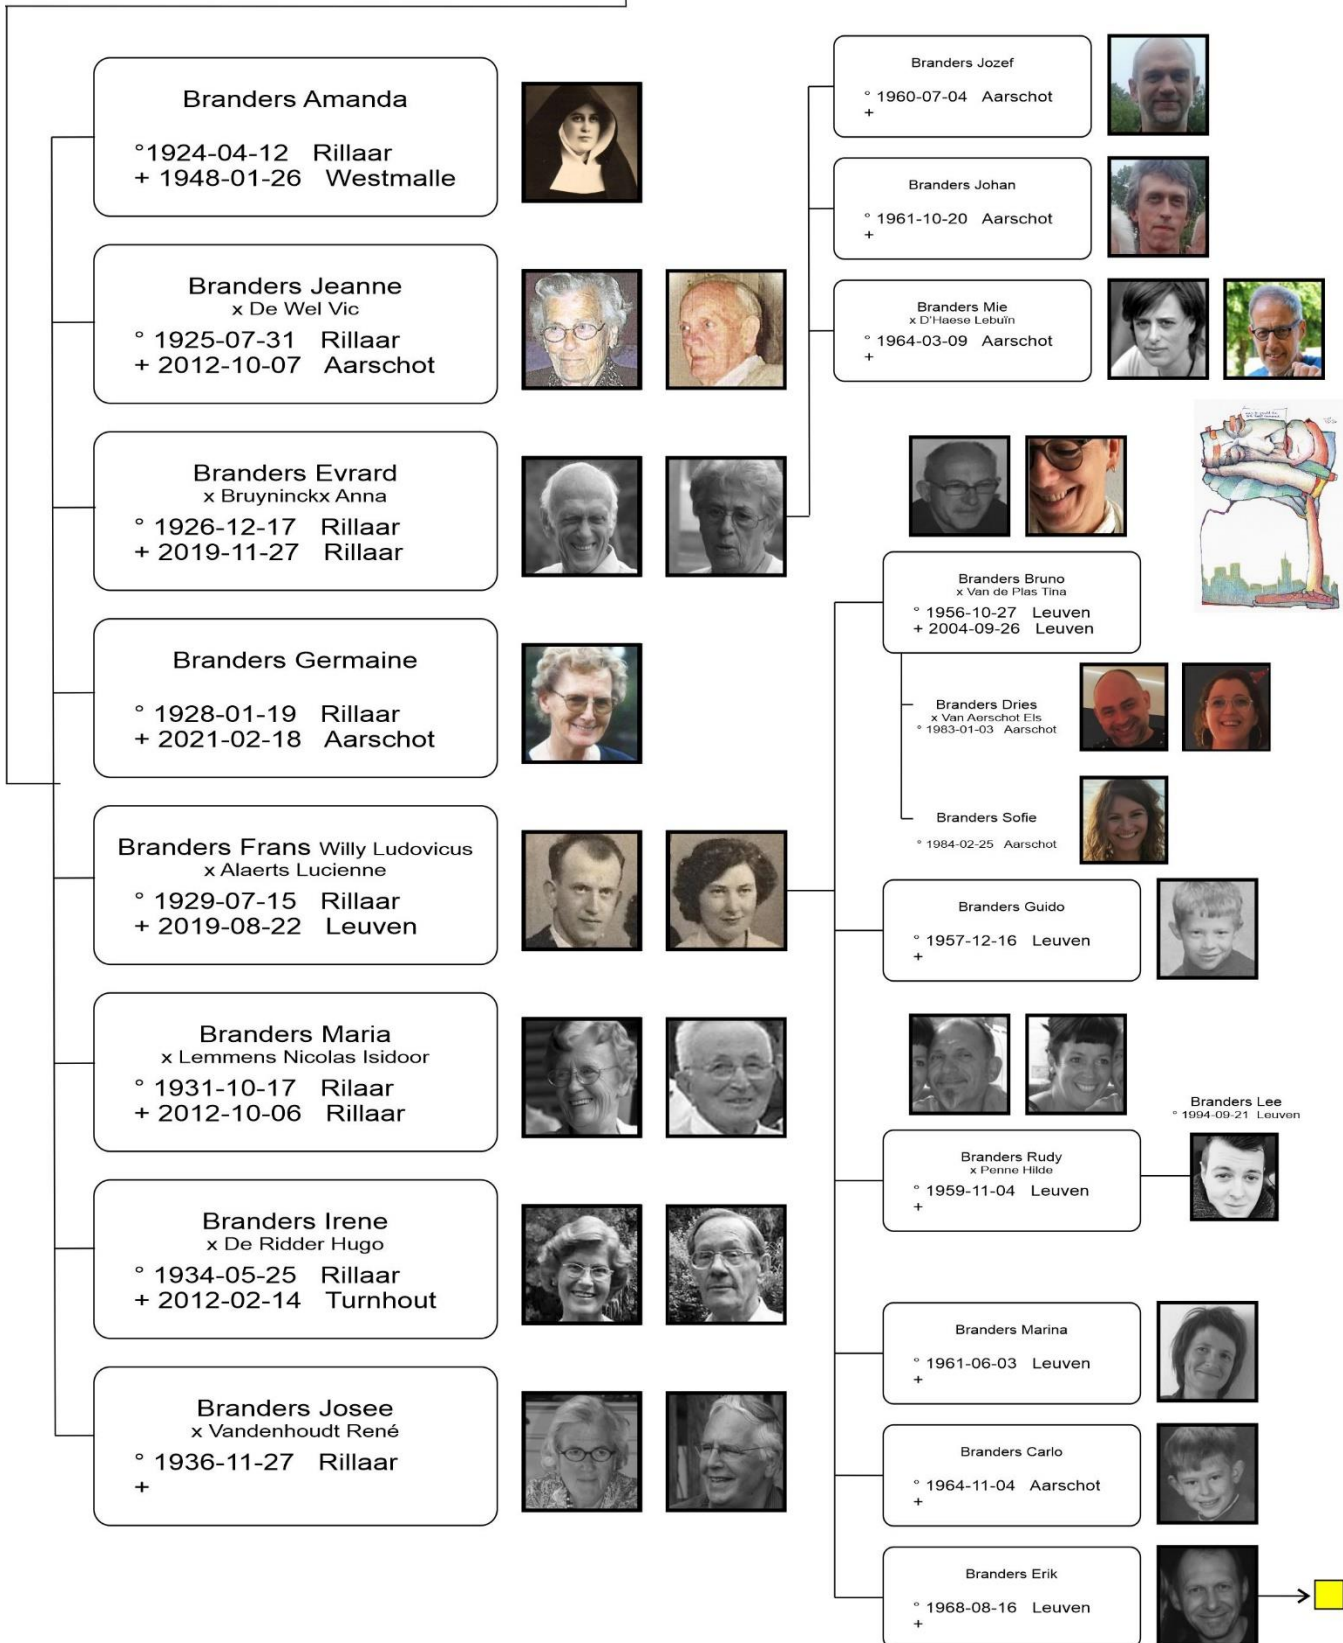 Branders Amanda
°1924-04-12 Rillaar
+ 1948-01-26 Westmalle
Branders Jeanne
x De Wel Vic
° 1925-07-31 Rillaar
+ 2012-10-07 Aarschot
Branders Evrard
x Bruyninckx Anna
° 1926-12-17 Rillaar
+ 2019-11-27 Rillaar
Branders Germaine
° 1928-01-19 Rillaar
+ 2021-02-18 Aarschot
Branders Frans Willy Ludovicus
x Alaerts Lucienne
° 1929-07-15 Rillaar
+ 2019-08-22 Leuven
Branders Maria
x Lemmens Nicolas Isidoor
° 1931-10-17 Rilaar
+ 2012-10-06 Rillaar
Branders Irene
x De Ridder Hugo
° 1934-05-25 Rillaar
+ 2012-02-14 Turnhout
Branders Josee
x Vandenhoudt René
° 1936-11-27 Rillaar
+
Branders Jozef
° 1960-07-04 Aarschot
+
Branders Johan
° 1961-10-20 Aarschot
+
Branders Mie
x D'Haese Lebuïn
° 1964-03-09 Aarschot
+
Branders Bruno
x Van de Plas Tina
° 1956-10-27 Leuven
+ 2004-09-26 Leuven
Branders Dries
x Van Aerschot Els
° 1983-01-03 Aarschot
Branders Sofie
° 1984-02-25 Aarschot
Branders Guido
° 1957-12-16 Leuven
+
Branders Rudy
x Penne Hilde
° 1959-11-04 Leuven
+
Branders Lee
° 1994-09-21 Leuven
Branders Marina
° 1961-06-03 Leuven
+
Branders Carlo
° 1964-11-04 Aarschot
+
Branders Erik
° 1968-08-16 Leuven
+